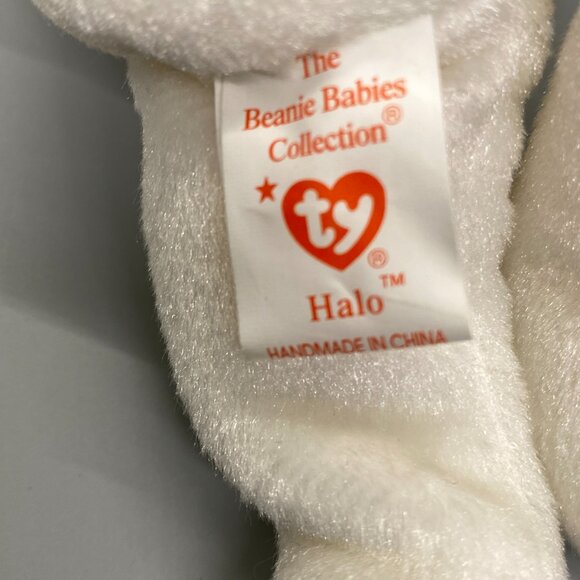 The
Beanie Babies
Collection®
★ ty®
Halo™
HANDMADE IN CHINA